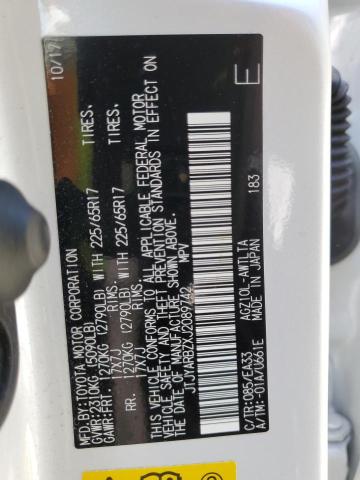 MFD.BY:TOYOTA MOTOR CORPORATION 10/17
GVWR:2310KG (5090LB)
GAWR:FRT. 1270KG (2790LB) WITH 225/65R17 TIRES.
17X7J RIMS.
RR. 1270KG (2790LB) WITH 225/65R17 TIRES.
17X7J RIMS.
THIS VEHICLE CONFORMS TO ALL APPLICABLE FEDERAL MOTOR
VEHICLE SAFETY AND THEFT PREVENTION STANDARDS IN EFFECT ON
THE DATE OF MANUFACTURE SHOWN ABOVE.
JTJYARBZXJ2089742 MPV E
C/TR:085/EA33 AGZ10L-AWTLTA 183
A/TM:-01A/U661E MADE IN JAPAN